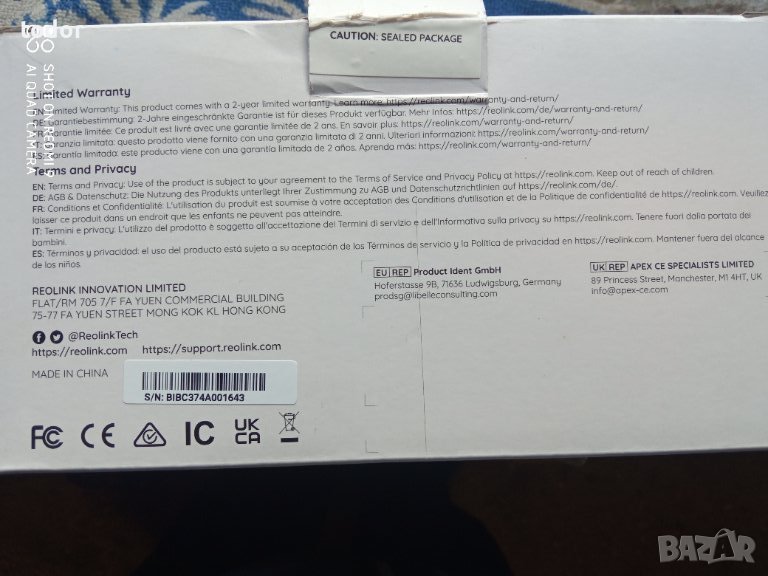 todor
CAUTION: SEALED PACKAGE
SHOT ON REDMI 9
AI QUAD CAMERA
Limited Warranty
EN: Limited Warranty: This product comes with a 2-year limited warranty. Learn more: https://reolink.com/warranty-and-return/
DE: Garantiebestimmung: 2-Jahre eingeschränkte Garantie ist für dieses Produkt verfügbar. Mehr Infos: https://reolink.com/de/warranty-and-return/
Garantie limitée: Ce produit est livré avec une garantie limitée de 2 ans. En savoir plus: https://reolink.com/warranty-and-return/
Garanzia limitata: questo prodotto viene fornito con una garanzia limitata di 2 anni. Ulteriori informazioni: https://reolink.com/warranty-and-return/
Garantía limitada: este producto viene con una garantía limitada de 2 años. Aprenda más: https://reolink.com/warranty-and-return/
Terms and Privacy
EN: Terms and Privacy: Use of the product is subject to your agreement to the Terms of Service and Privacy Policy at https://reolink.com. Keep out of reach of children.
DE: AGB & Datenschutz: Die Nutzung des Produkts unterliegt Ihrer Zustimmung zu AGB und Datenschutzrichtlinien auf https://reolink.com/de/.
FR: Conditions et Confidentialité: L'utilisation du produit est soumise à votre acceptation des Conditions d'utilisation et de la Politique de confidentialité de https://reolink.com. Veuillez
laisser ce produit dans un endroit que les enfants ne peuvent pas atteindre.
IT: Termini e privacy: L'utilizzo del prodotto è soggetto all'accettazione dei Termini di servizio e dell'Informativa sulla privacy su https://reolink.com. Tenere fuori dalla portata dei
bambini.
ES: Términos y privacidad: el uso del producto está sujeto a su aceptación de los Términos de servicio y la Política de privacidad en https://reolink.com. Mantener fuera del alcance
de los niños.
REOLINK INNOVATION LIMITED
FLAT/RM 705 7/F FA YUEN COMMERCIAL BUILDING
75-77 FA YUEN STREET MONG KOK KL HONG KONG
EU REP Product Ident GmbH
Hoferstasse 9B, 71636 Ludwigsburg, Germany
prodsg@libelleconsulting.com
UK REP APEX CE SPECIALISTS LIMITED
89 Princess Street, Manchester, M1 4HT, UK
info@apex-ce.com
@ReolinkTech
https://reolink.com https://support.reolink.com
MADE IN CHINA
S/N: BIBC374A001643
FC CE IC UK CA
BAZAR